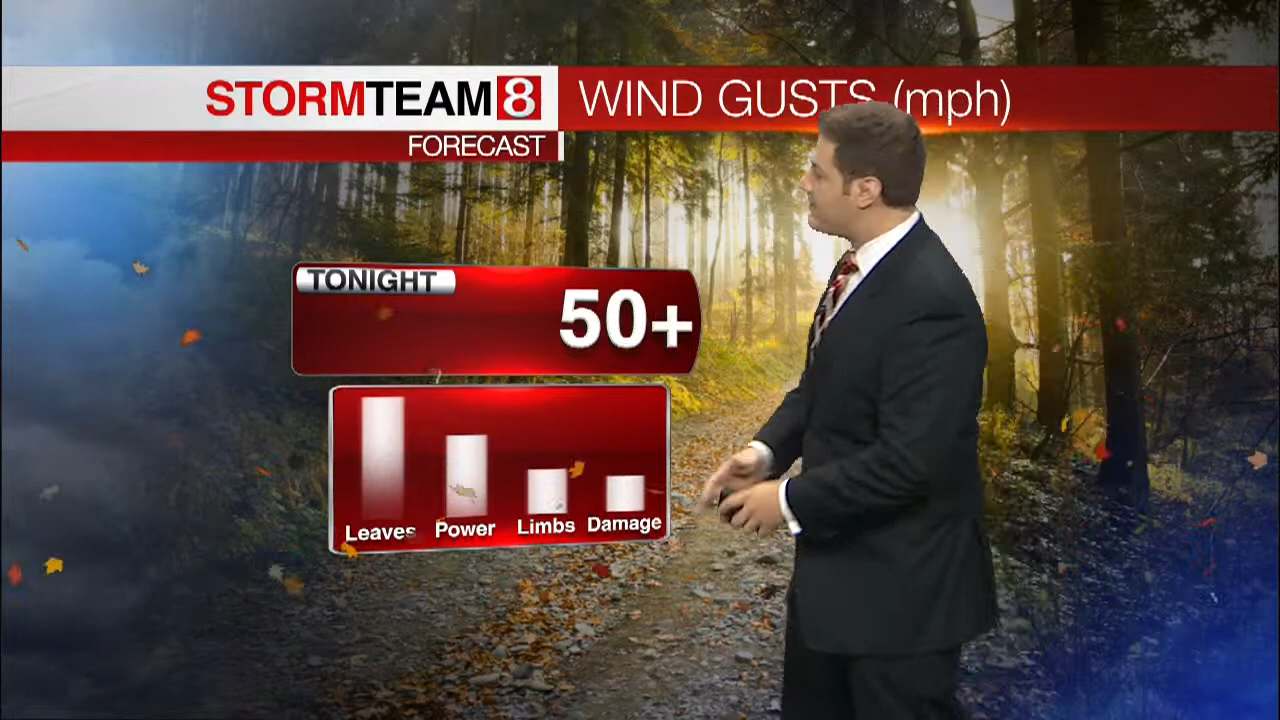 STORMTEAM8 WIND GUSTS (mph)
FORECAST
TONIGHT
50+
Leaves Power Limbs Damage